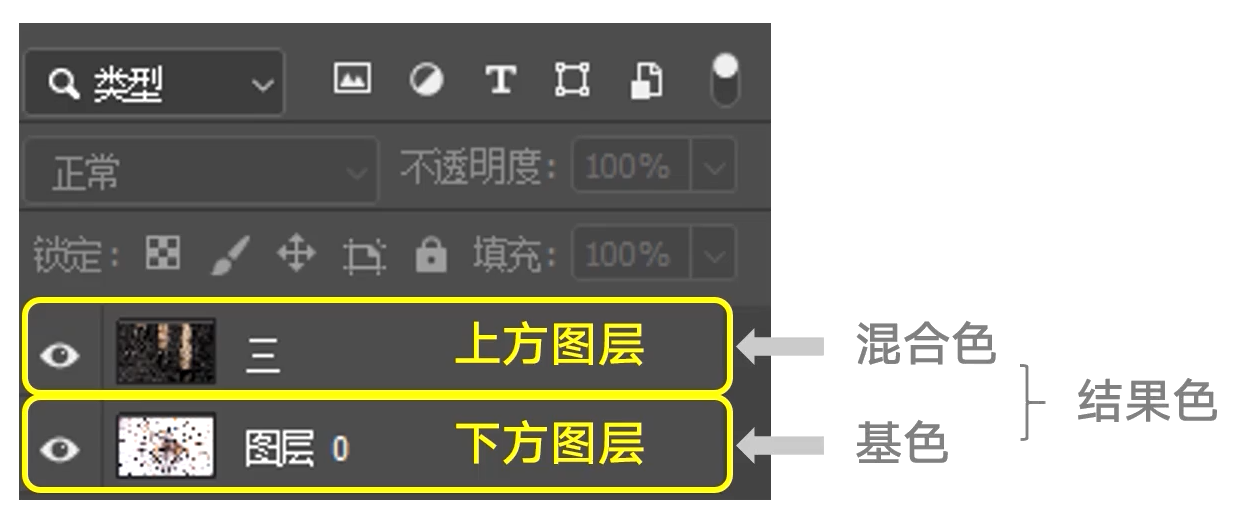 类型
正常 不透明度: 100%
锁定: 填充: 100%
三 上方图层 混合色
结果色
图层 0 下方图层 基色